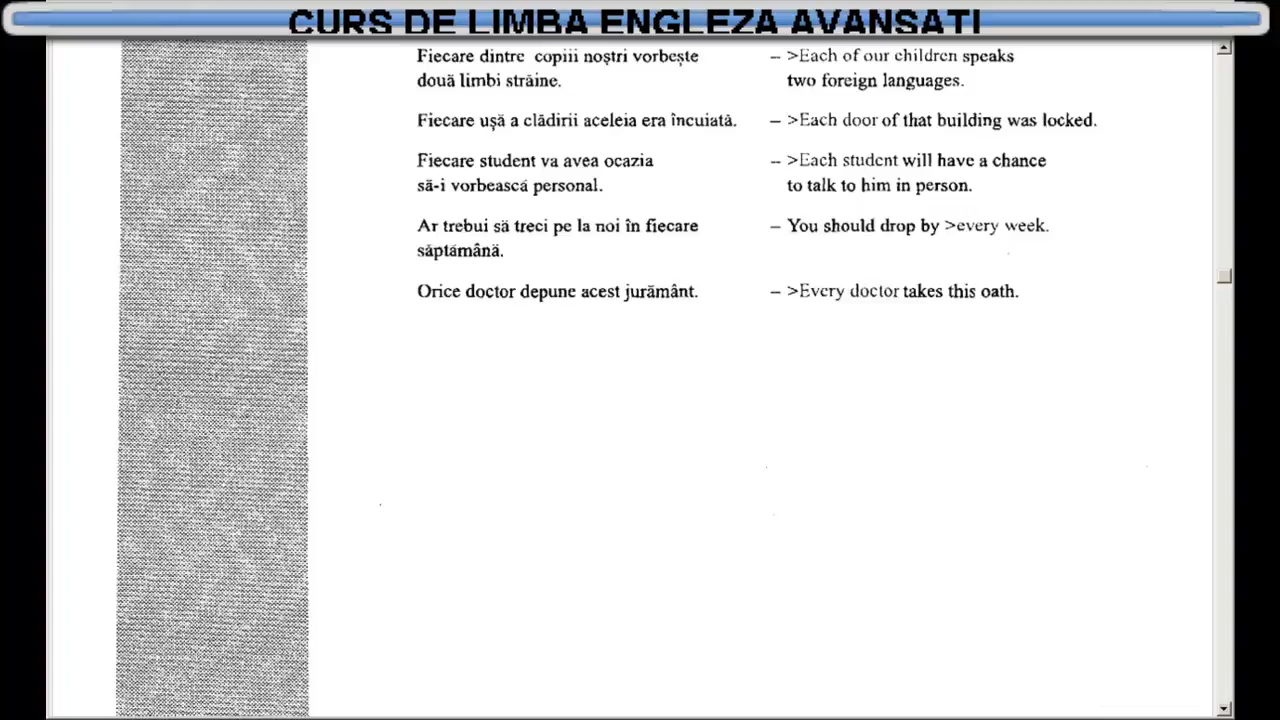 CURS DE LIMBA ENGLEZA AVANSATI
Fiecare dintre copiii noștri vorbește – >Each of our children speaks
două limbi străine. two foreign languages.
Fiecare ușă a clădirii aceleia era încuiată. – >Each door of that building was locked.
Fiecare student va avea ocazia – >Each student will have a chance
să-i vorbească personal. to talk to him in person.
Ar trebui să treci pe la noi în fiecare – You should drop by >every week.
săptămână.
Orice doctor depune acest jurământ. – >Every doctor takes this oath.